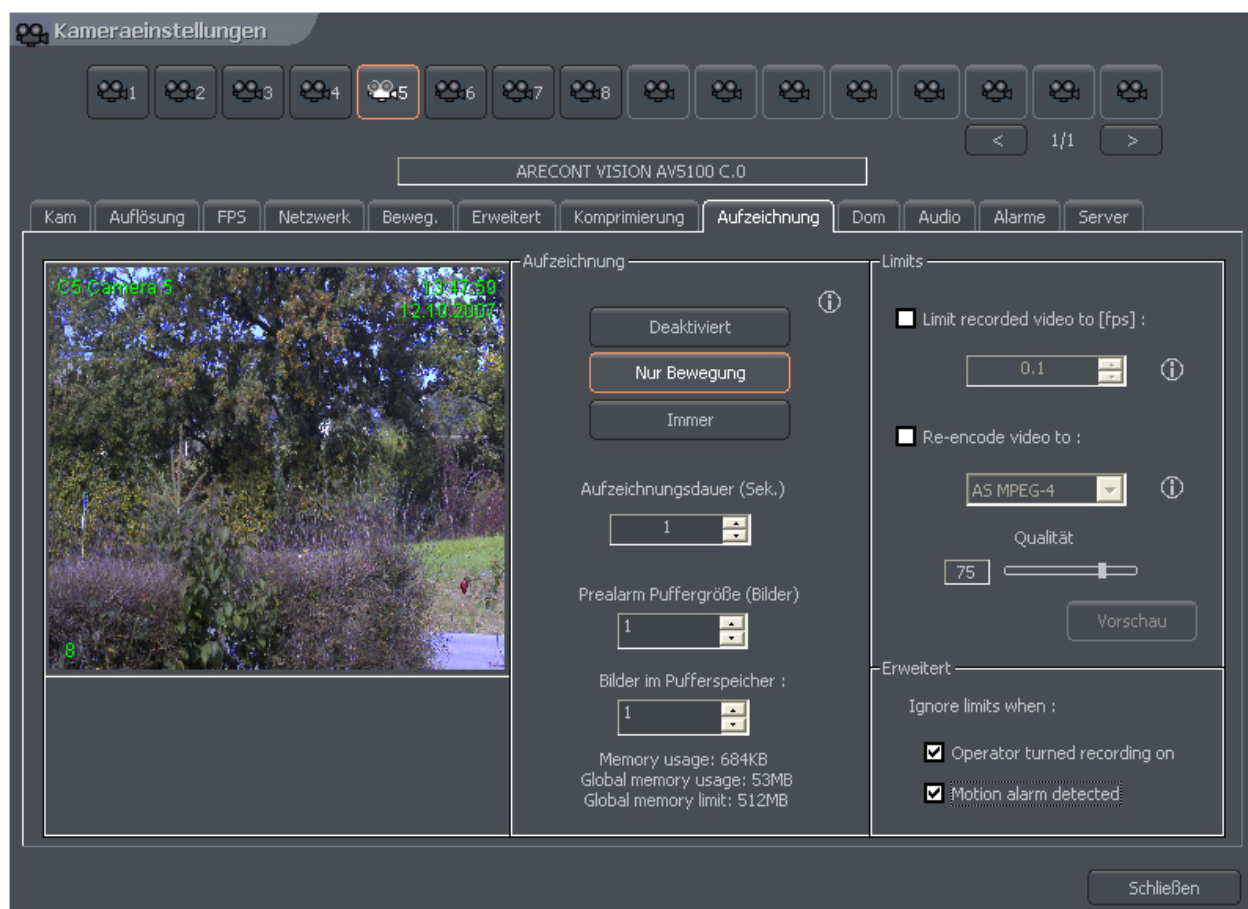 Kameraeinstellungen
1 2 3 4 5 6 7 8
< 1/1 >
ARECONT VISION AV5100 C.0
Kam Auflösung FPS Netzwerk Beweg. Erweitert Komprimierung Aufzeichnung Dom Audio Alarme Server
C5 Camera 5
13:47:59
12.10.2007
8
Aufzeichnung
Deaktiviert
Nur Bewegung
Immer
Aufzeichnungsdauer (Sek.)
1
Prealarm Puffergröße (Bilder)
1
Bilder im Pufferspeicher :
1
Memory usage: 684KB
Global memory usage: 53MB
Global memory limit: 512MB
Limits
Limit recorded video to [fps] :
0.1
Re-encode video to :
AS MPEG-4
Qualität
75
Vorschau
Erweitert
Ignore limits when :
Operator turned recording on
Motion alarm detected
Schließen